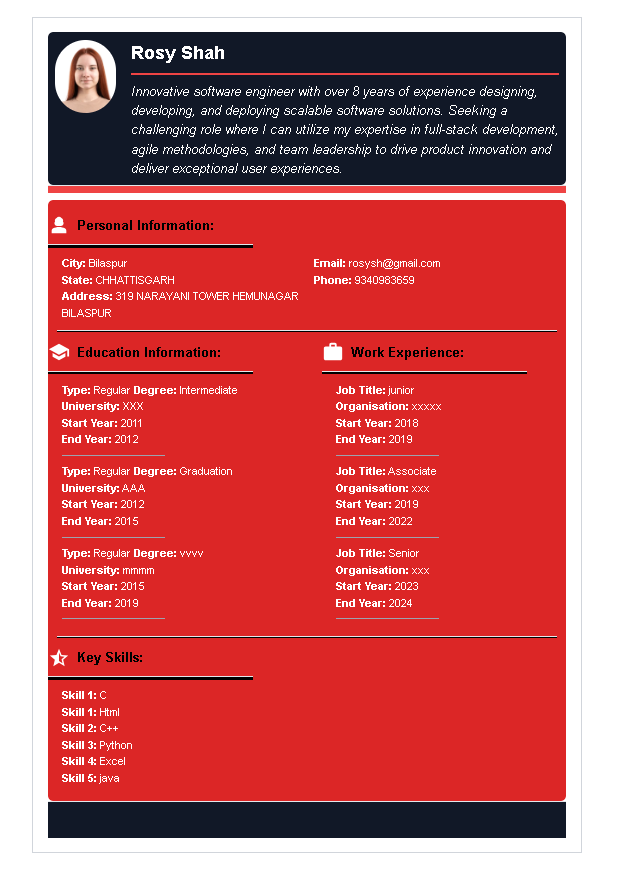 Rosy Shah
Innovative software engineer with over 8 years of experience designing,
developing, and deploying scalable software solutions. Seeking a
challenging role where I can utilize my expertise in full-stack development,
agile methodologies, and team leadership to drive product innovation and
deliver exceptional user experiences.
Personal Information:
City: Bilaspur
State: CHHATTISGARH
Address: 319 NARAYANI TOWER HEMUNAGAR
BILASPUR
Email: rosysh@gmail.com
Phone: 9340983659
Education Information:
Type: Regular Degree: Intermediate
University: XXX
Start Year: 2011
End Year: 2012
Type: Regular Degree: Graduation
University: AAA
Start Year: 2012
End Year: 2015
Type: Regular Degree: vvvv
University: mmmm
Start Year: 2015
End Year: 2019
Work Experience:
Job Title: junior
Organisation: xxxxx
Start Year: 2018
End Year: 2019
Job Title: Associate
Organisation: xxx
Start Year: 2019
End Year: 2022
Job Title: Senior
Organisation: xxx
Start Year: 2023
End Year: 2024
Key Skills:
Skill 1: C
Skill 1: Html
Skill 2: C++
Skill 3: Python
Skill 4: Excel
Skill 5: java